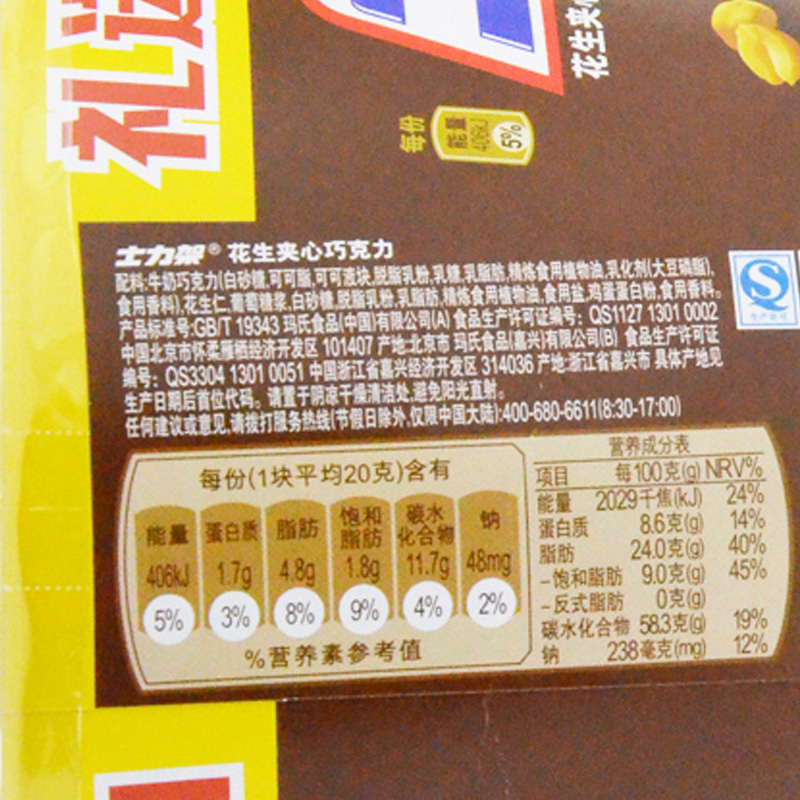 礼
花生夹心
每份
能量
406kJ
5%
士力架® 花生夹心巧克力
配料:牛奶巧克力(白砂糖,可可脂,可可液块,脱脂乳粉,乳糖,乳脂肪,精炼食用植物油,乳化剂(大豆磷脂),
食用香料),花生仁,葡萄糖浆,白砂糖,脱脂乳粉,乳脂肪,精炼食用植物油,食用盐,鸡蛋蛋白粉,食用香料。
产品标准号:GB/T 19343 玛氏食品(中国)有限公司(A) 食品生产许可证编号: QS1127 1301 0002
中国北京市怀柔雁栖经济开发区 101407 产地:北京市 玛氏食品(嘉兴)有限公司(B) 食品生产许可证
编号: QS3304 1301 0051 中国浙江省嘉兴经济开发区 314036 产地:浙江省嘉兴市 具体产地见
生产日期后首位代码。请置于阴凉干燥清洁处,避免阳光直射。
任何建议或意见,请拨打服务热线(节假日除外,仅限中国大陆):400-680-6611(8:30-17:00)
S
生产许可
每份(1块平均20克)含有
能量 蛋白质 脂肪 饱和脂肪 碳水化合物 钠
406kJ 1.7g 4.8g 1.8g 11.7g 48mg
5% 3% 8% 9% 4% 2%
%营养素参考值
营养成分表
项目 每100克(g) NRV%
能量 2029千焦(kJ) 24%
蛋白质 8.6克(g) 14%
脂肪 24.0克(g) 40%
-饱和脂肪 9.0克(g) 45%
-反式脂肪 0克(g)
碳水化合物 58.3克(g) 19%
钠 238毫克(mg) 12%